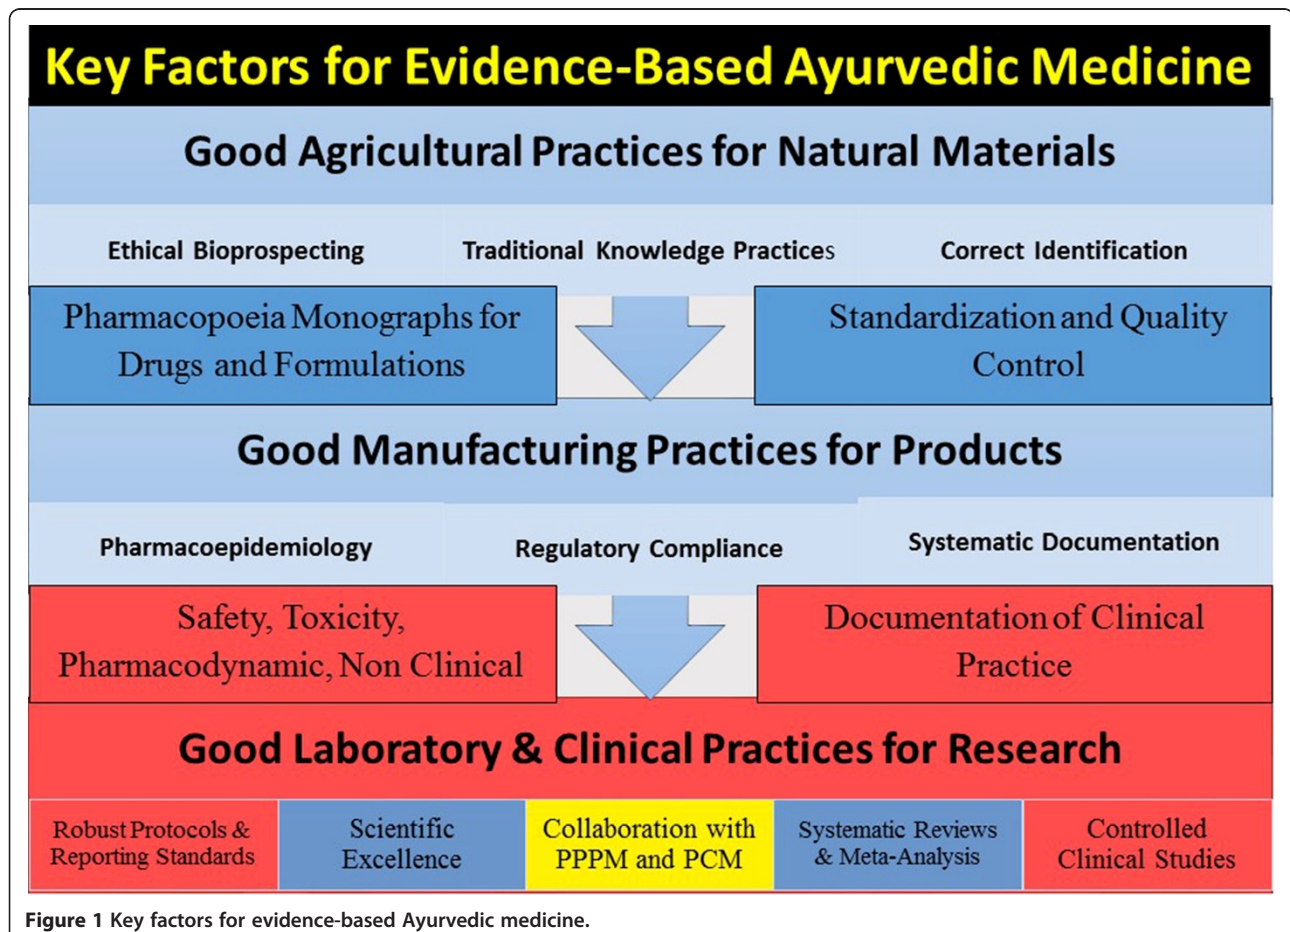 Key Factors for Evidence-Based Ayurvedic Medicine
Good Agricultural Practices for Natural Materials
Ethical Bioprospecting
Traditional Knowledge Practices
Correct Identification
Pharmacopoeia Monographs for
Drugs and Formulations
Standardization and Quality
Control
Good Manufacturing Practices for Products
Pharmacoepidemiology
Regulatory Compliance
Systematic Documentation
Safety, Toxicity,
Pharmacodynamic, Non Clinical
Documentation of Clinical
Practice
Good Laboratory & Clinical Practices for Research
Robust Protocols &
Reporting Standards
Scientific
Excellence
Collaboration with
PPPM and PCM
Systematic Reviews
& Meta-Analysis
Controlled
Clinical Studies
Figure 1 Key factors for evidence-based Ayurvedic medicine.